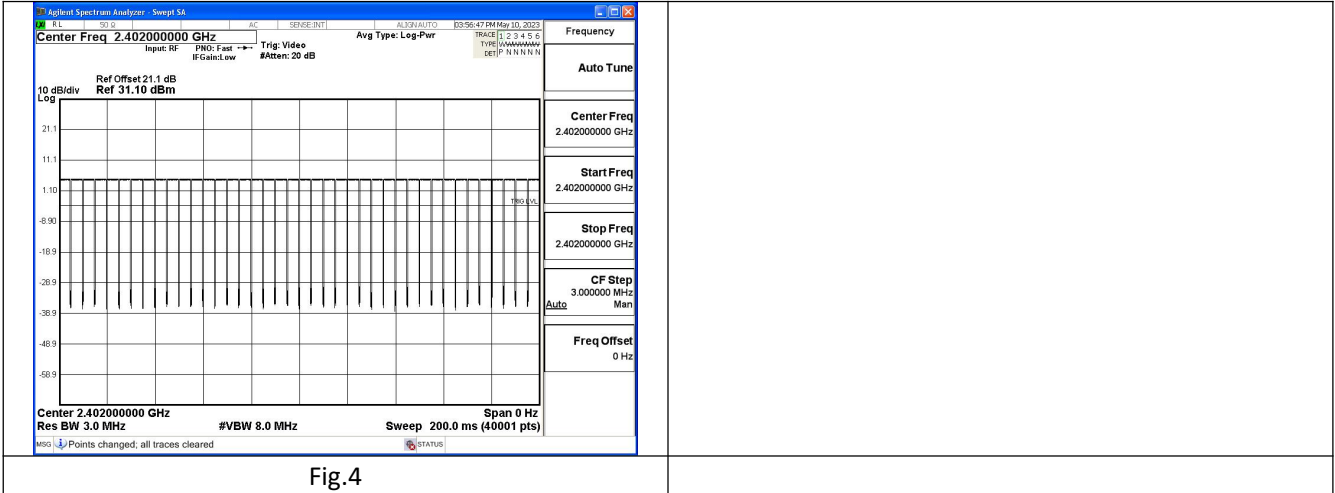 Agilent Spectrum Analyzer - Swept SA
RL 50 Ω AC SENSE:INT ALIGN AUTO 03:56:47 PM May 10, 2023
Center Freq 2.402000000 GHz
Input: RF PNO: Fast Trig: Video Avg Type: Log-Pwr TRACE 1 2 3 4 5 6
IFGain:Low #Atten: 20 dB TYPE WWWWWW
DET P N N N N N
Ref Offset 21.1 dB
10 dB/div Ref 31.10 dBm
Log
21.1
11.1
1.10
TRIG LVL
-8.90
-18.9
-28.9
-38.9
-48.9
-58.9
Center 2.402000000 GHz Span 0 Hz
Res BW 3.0 MHz #VBW 8.0 MHz Sweep 200.0 ms (40001 pts)
MSG Points changed; all traces cleared STATUS
Frequency
Auto Tune
Center Freq
2.402000000 GHz
Start Freq
2.402000000 GHz
Stop Freq
2.402000000 GHz
CF Step
3.000000 MHz
Auto Man
Freq Offset
0 Hz
Fig.4